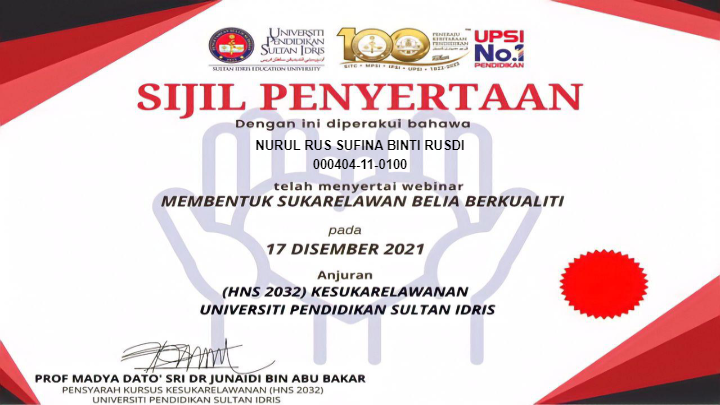 UNIVERSITI
PENDIDIKAN
SULTAN IDRIS
SULTAN IDRIS EDUCATION UNIVERSITY
100
PENERAJU
KESITARAAN
PENDIDIKAN
SITC • MPSI • IPSI • UPSI • 1922-2022
UPSI
No.1
PENDIDIKAN
SIJIL PENYERTAAN
Dengan ini diperakui bahawa
NURUL RUS SUFINA BINTI RUSDI
000404-11-0100
telah menyertai webinar
MEMBENTUK SUKARELAWAN BELIA BERKUALITI
pada
17 DISEMBER 2021
Anjuran
(HNS 2032) KESUKARELAWANAN
UNIVERSITI PENDIDIKAN SULTAN IDRIS
PROF MADYA DATO' SRI DR JUNAIDI BIN ABU BAKAR
PENSYARAH KURSUS KESUKARELAWANAN (HNS 2032)
UNIVERSITI PENDIDIKAN SULTAN IDRIS